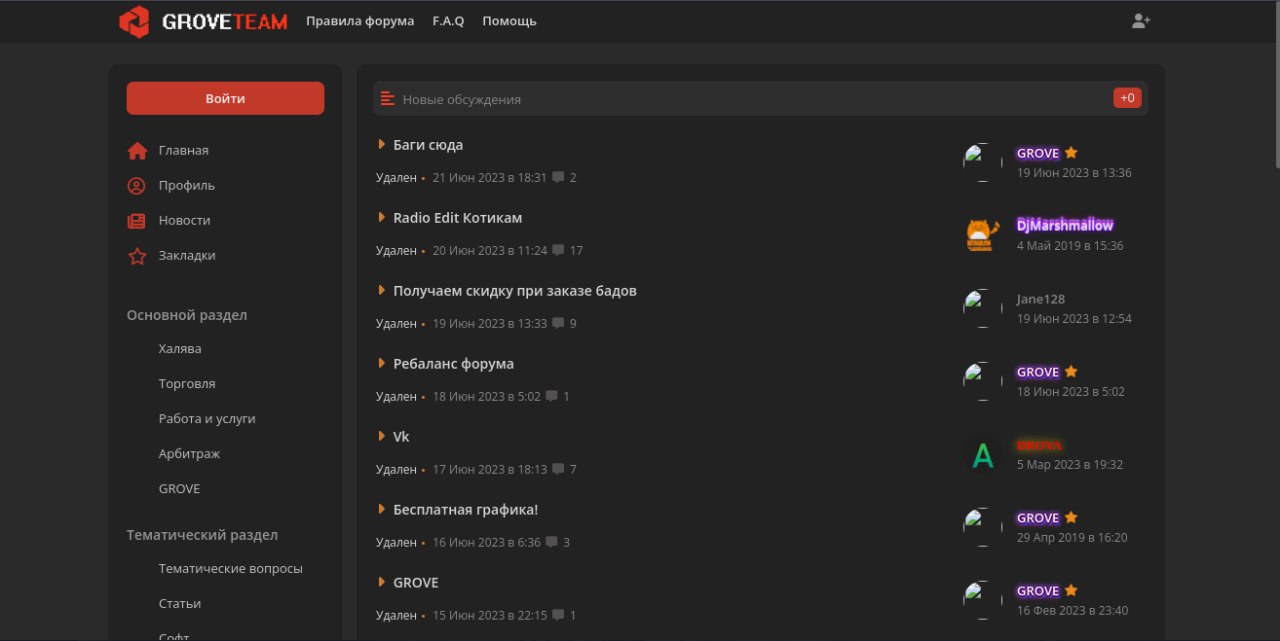 GROVETEAM Правила форума F.A.Q Помощь
Войти
Главная
Профиль
Новости
Закладки
Основной раздел
Халява
Торговля
Работа и услуги
Арбитраж
GROVE
Тематический раздел
Тематические вопросы
Статьи
Софт
Новые обсуждения +0
Баги сюда
Удален • 21 Июн 2023 в 18:31 2
GROVE
19 Июн 2023 в 13:36
Radio Edit Котикам
Удален • 20 Июн 2023 в 11:24 17
DjMarshmallow
4 Май 2019 в 15:36
Получаем скидку при заказе бадов
Удален • 19 Июн 2023 в 13:33 9
Jane128
19 Июн 2023 в 12:54
Ребаланс форума
Удален • 18 Июн 2023 в 5:02 1
GROVE
18 Июн 2023 в 5:02
Vk
Удален • 17 Июн 2023 в 18:13 7
A
5 Мар 2023 в 19:32
Бесплатная графика!
Удален • 16 Июн 2023 в 6:36 3
GROVE
29 Апр 2019 в 16:20
GROVE
Удален • 15 Июн 2023 в 22:15 1
GROVE
16 Фев 2023 в 23:40